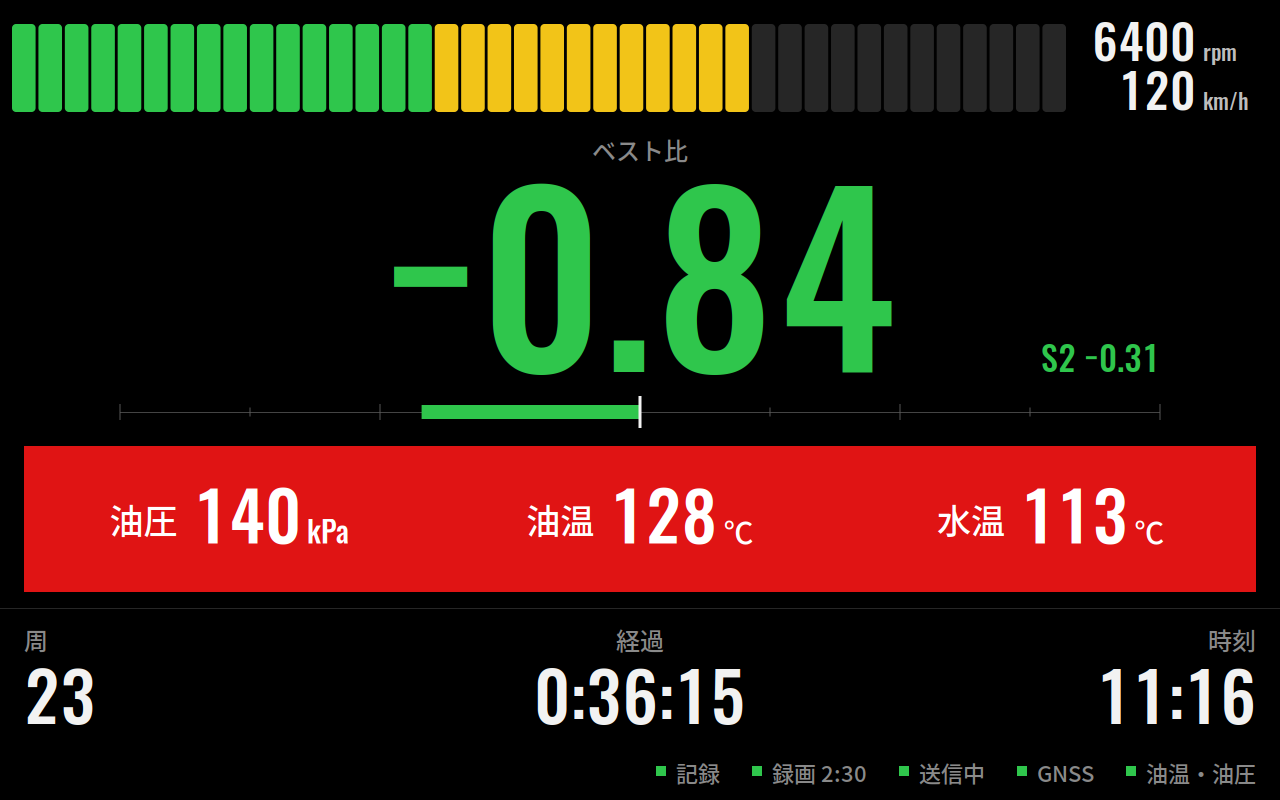 6400 rpm
120 km/h
ベスト比
-0.84
S2 -0.31
油圧 140 kPa 油温 128 ℃ 水温 113 ℃
周 経過 時刻
23 0:36:15 11:16
記録 録画 2:30 送信中 GNSS 油温・油圧